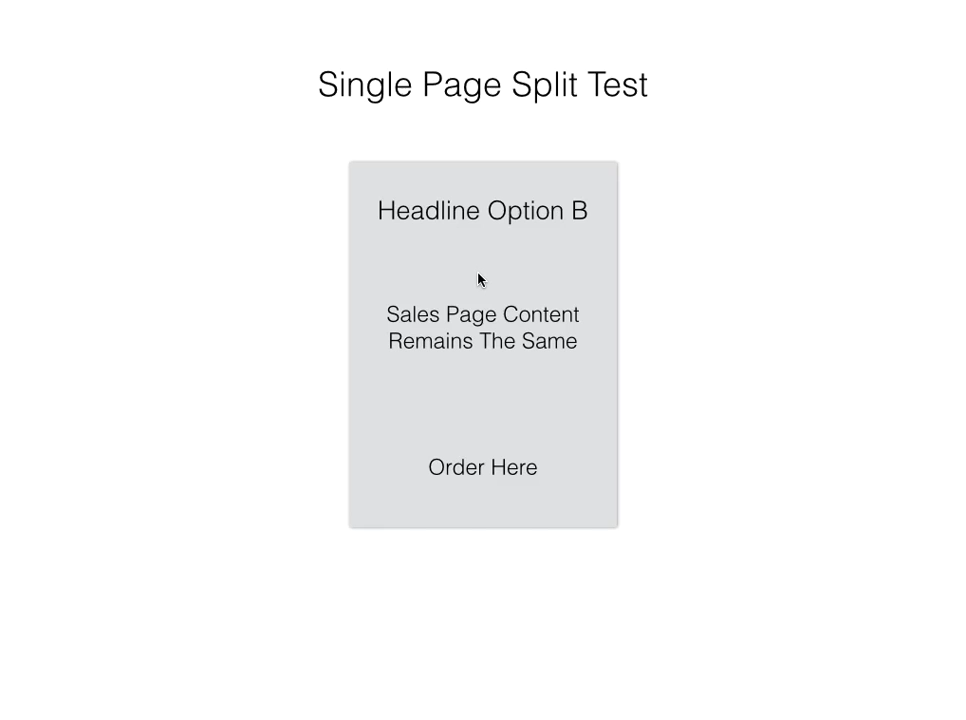 Single Page Split Test
Headline Option B
Sales Page Content
Remains The Same
Order Here